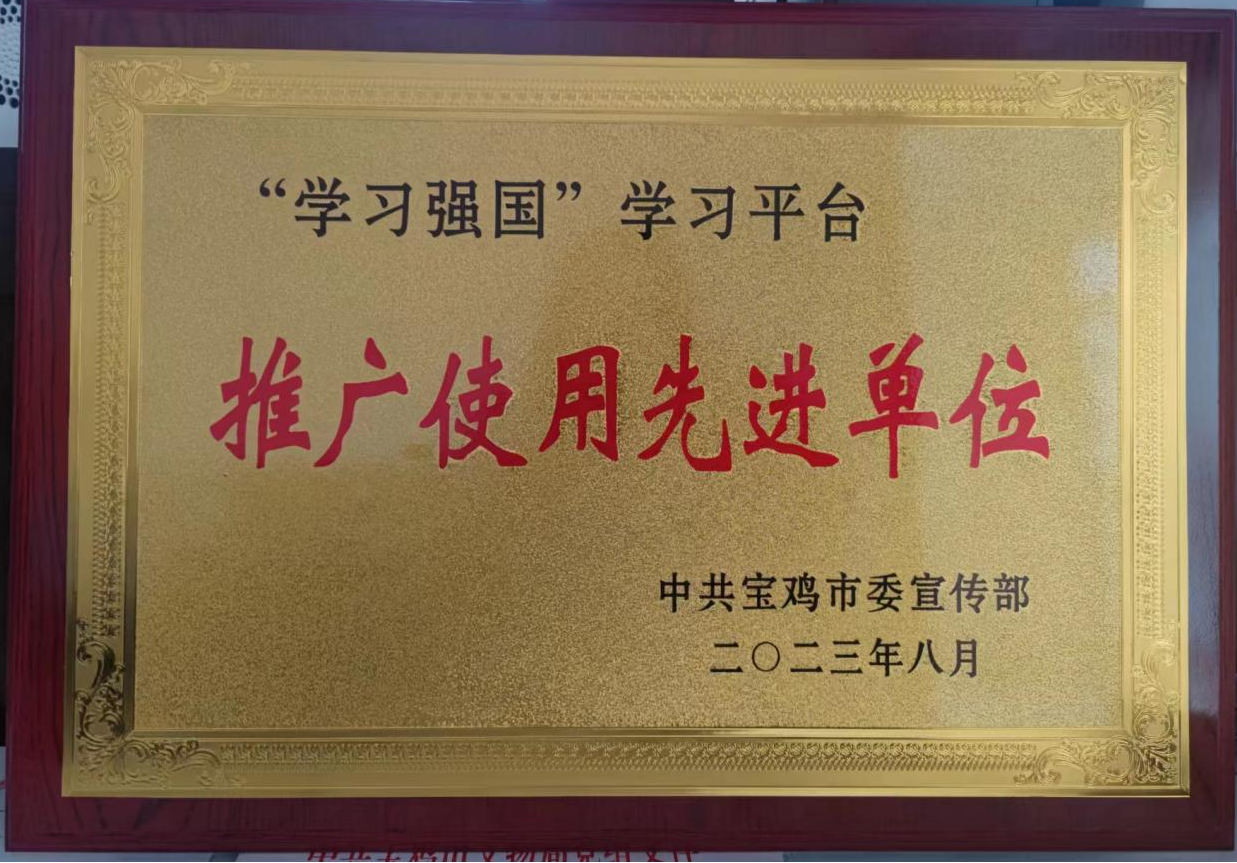 “学习强国”学习平台
推广使用先进单位
中共宝鸡市委宣传部
二〇二三年八月